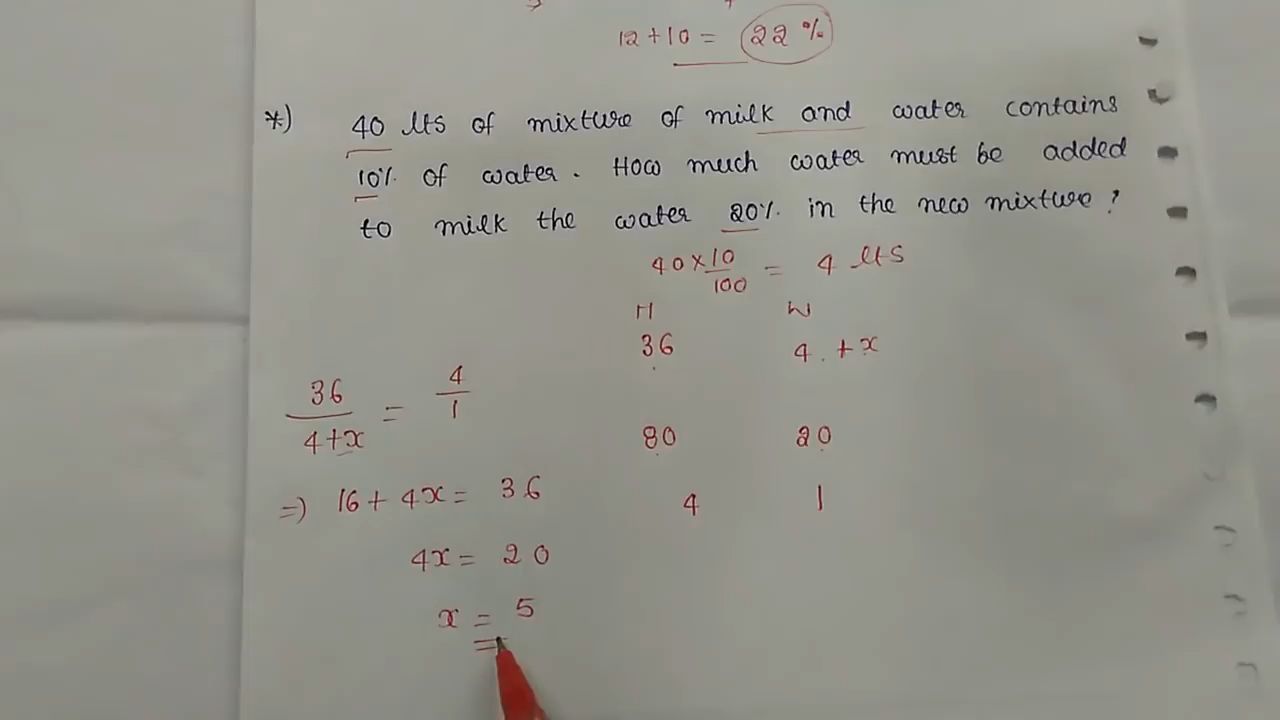 12 + 10 = 22 %
*) 40 lts of mixture of milk and water contains
10% of water. How much water must be added
to milk the water 20% in the new mixture?
40 × 10/100 = 4 lts
M W
36 4 + x
36/4+x = 4/1
80 20
=) 16 + 4x = 36
4 1
4x = 20
x = 5